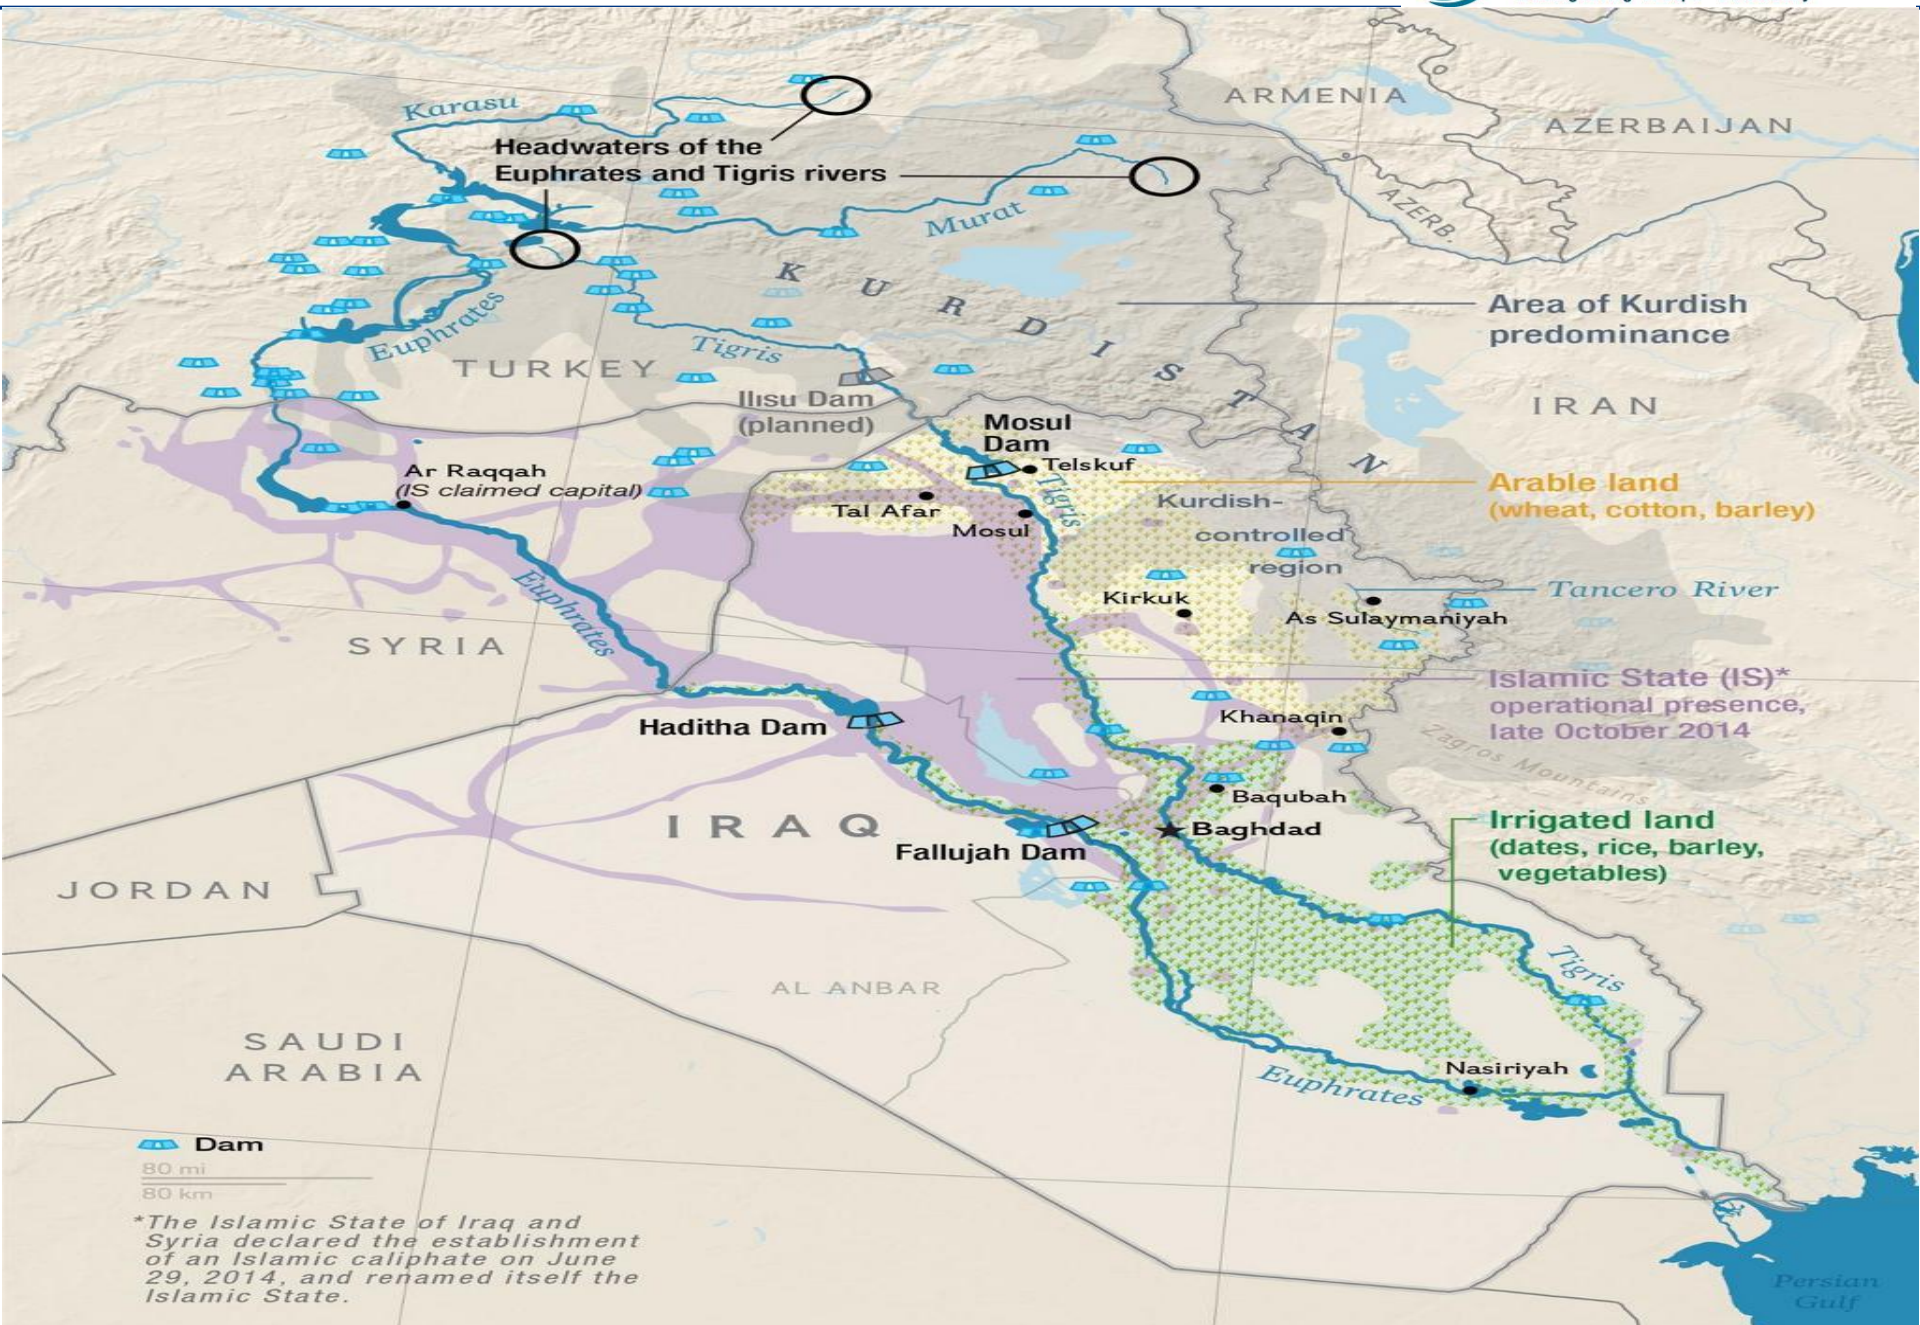 ARMENIA
AZERBAIJAN
Karasu
Headwaters of the
Euphrates and Tigris rivers
Murat
AZERB.
KURDISTAN
Area of Kurdish
predominance
Euphrates
TURKEY
Tigris
Ilısu Dam
(planned)
IRAN
Mosul
Dam
Telskuf
Ar Raqqah
(IS claimed capital)
Tigris
Arable land
(wheat, cotton, barley)
Tal Afar
Mosul
Kurdish-
controlled
region
Euphrates
Kirkuk
Tancero River
As Sulaymaniyah
SYRIA
Islamic State (IS)*
operational presence,
late October 2014
Haditha Dam
Khanaqin
Zagros Mountains
Baqubah
IRAQ
Baghdad
Fallujah Dam
Irrigated land
(dates, rice, barley,
vegetables)
JORDAN
AL ANBAR
Tigris
SAUDI
ARABIA
Nasiriyah
Euphrates
Dam
80 mi
80 km
*The Islamic State of Iraq and
Syria declared the establishment
of an Islamic caliphate on June
29, 2014, and renamed itself the
Islamic State.
Persian
Gulf